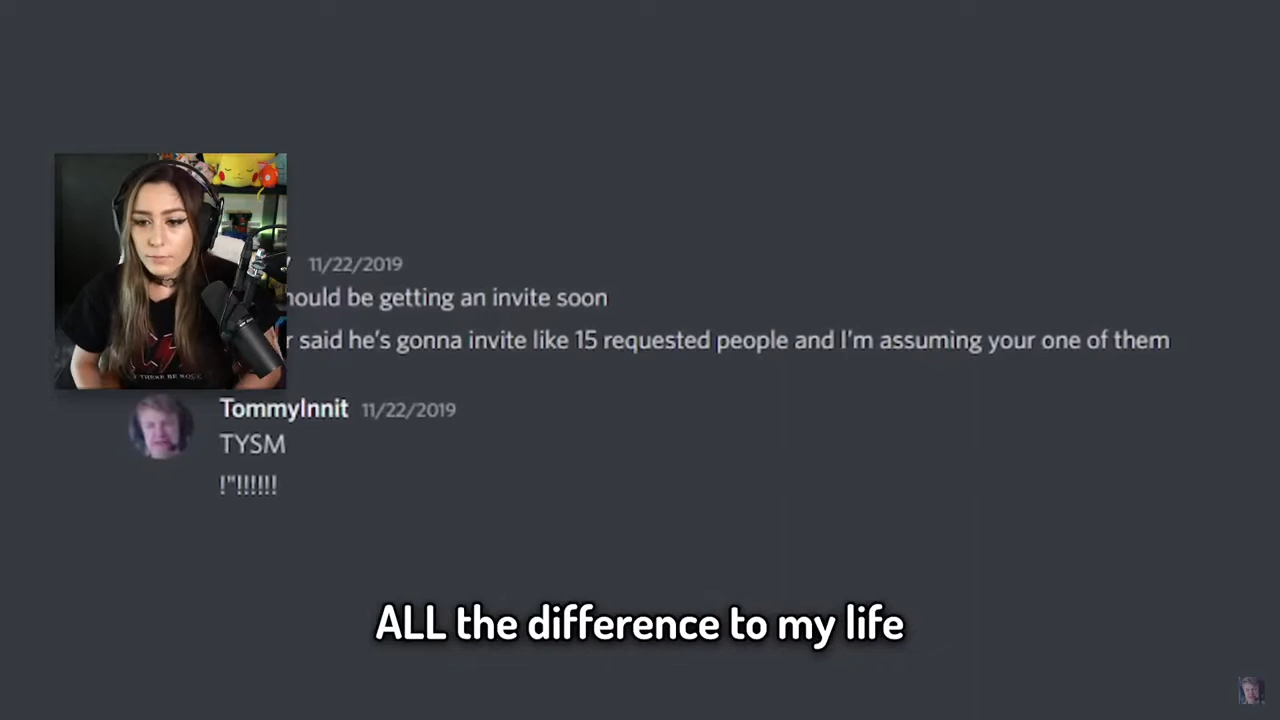 11/22/2019
be getting an invite soon
said he's gonna invite like 15 requested people and I'm assuming your one of them
TommyInnit 11/22/2019
TYSM
!"!!!!!!
ALL the difference to my life